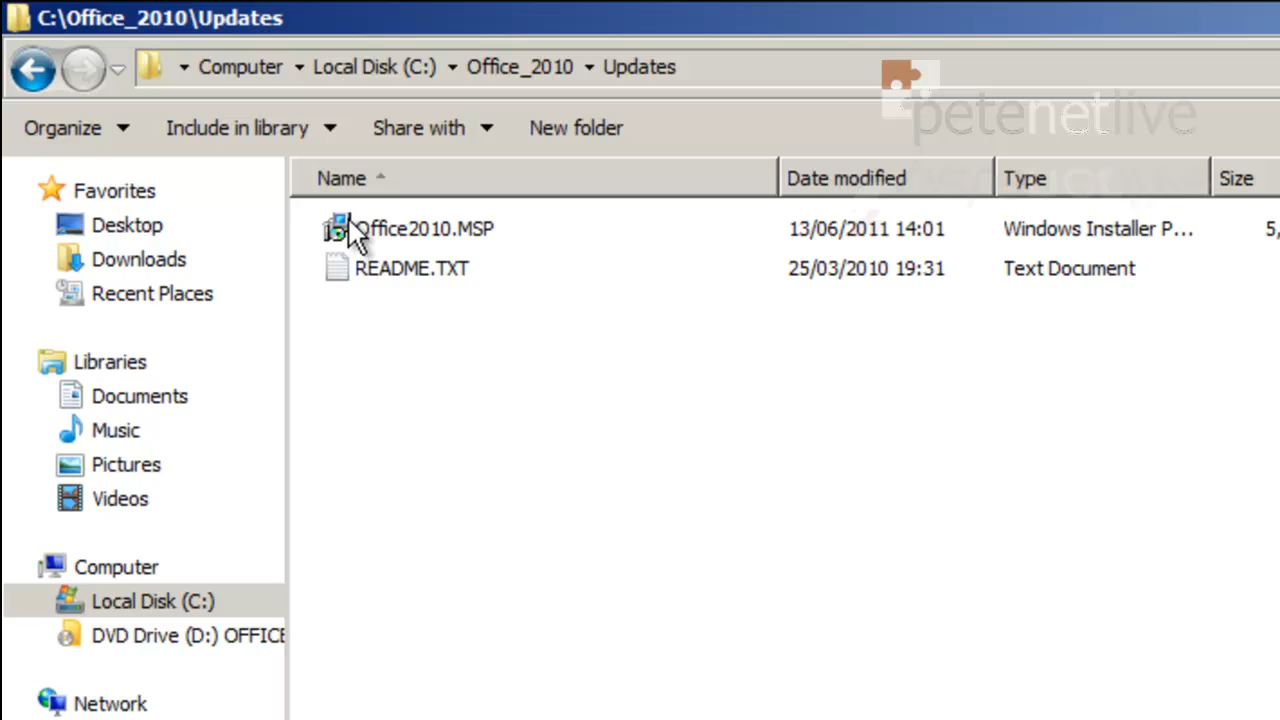 C:\Office_2010\Updates
Computer Local Disk (C:) Office_2010 Updates
petenetlive
Organize Include in library Share with New folder
Name Date modified Type Size
Office2010.MSP 13/06/2011 14:01 Windows Installer P... 5,
README.TXT 25/03/2010 19:31 Text Document
Favorites
Desktop
Downloads
Recent Places
Libraries
Documents
Music
Pictures
Videos
Computer
Local Disk (C:)
DVD Drive (D:) OFFICE
Network